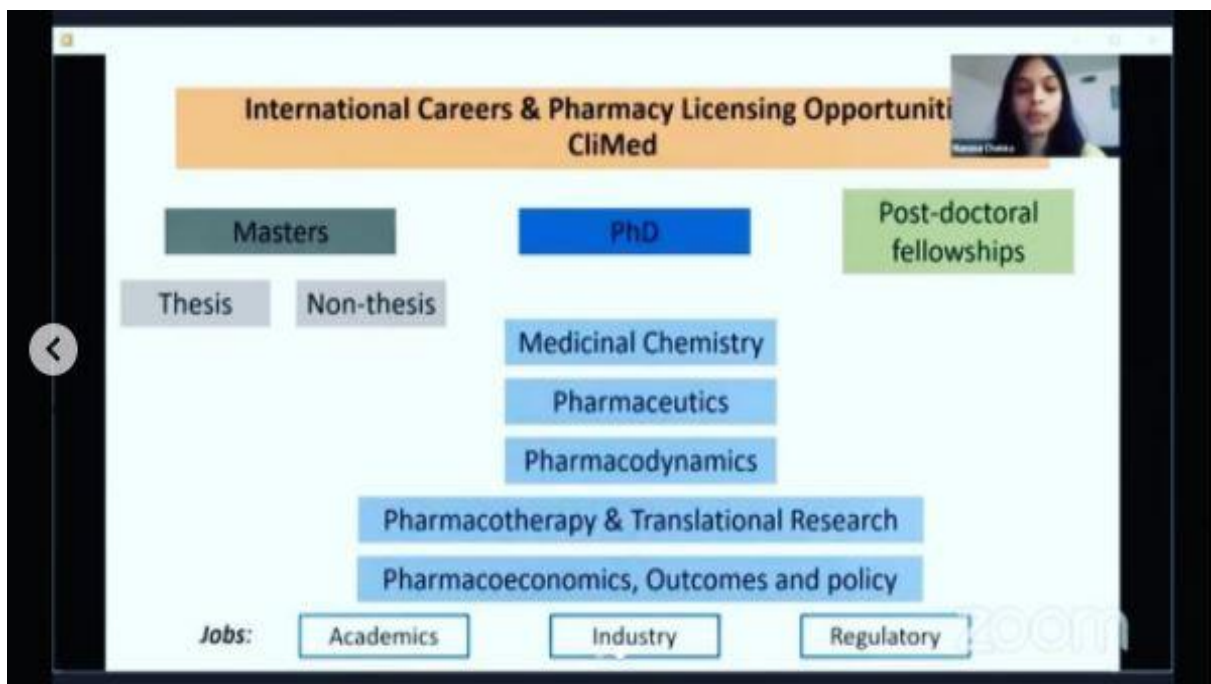 International Careers & Pharmacy Licensing
CliMed
Masters
PhD
Post-doctoral
fellowships
Thesis
Non-thesis
Medicinal Chemistry
Pharmaceutics
Pharmacodynamics
Pharmacotherapy & Translational Research
Pharmacoeconomics, Outcomes and policy
Jobs:
Academics
Industry
Regulatory
zoom